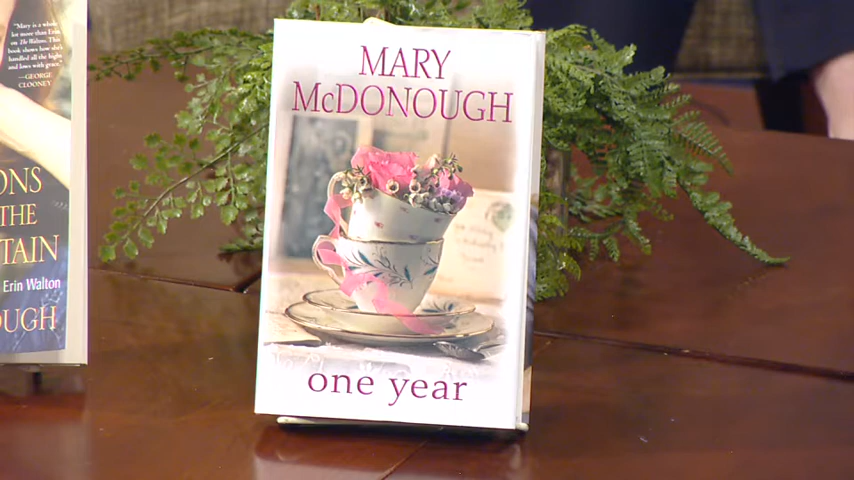 "Mary is a whole
lot more than Erin
on The Waltons. This
book shows how she's
handled all the highs
and lows with grace."
—GEORGE
CLOONEY
ONS
THE
TAIN
Erin Walton
OUGH
MARY
McDONOUGH
one year